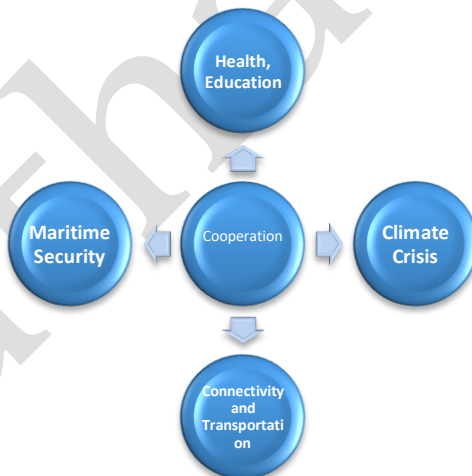 Health,
Education
Maritime
Security
Cooperation
Climate
Crisis
Connectivity
and
Transportati
on